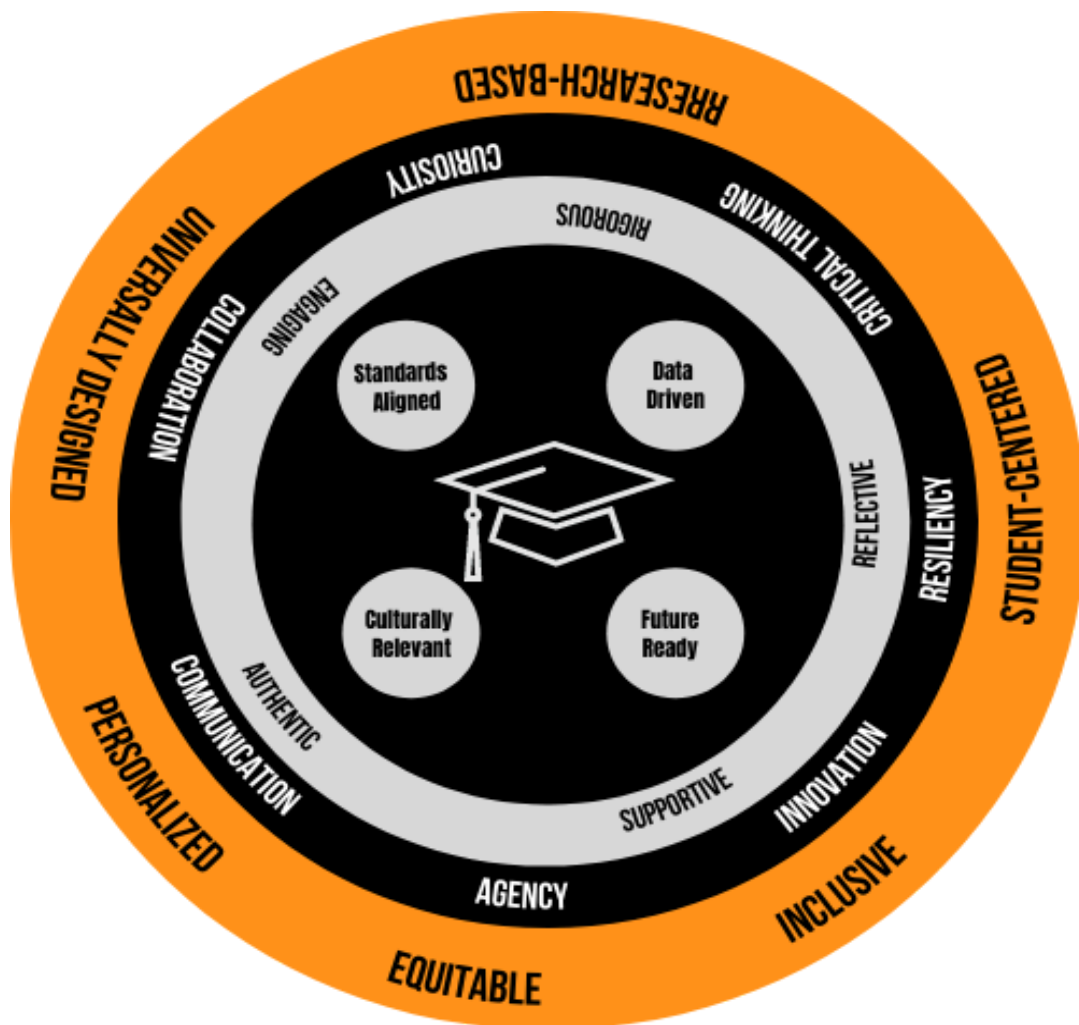 RRESEARCH-BASED
STUDENT-CENTERED
INCLUSIVE
EQUITABLE
PERSONALIZED
UNIVERSALLY DESIGNED
CURIOSITY
CRITICAL THINKING
RESILIENCY
INNOVATION
AGENCY
COMMUNICATION
COLLABORATION
RIGOROUS
REFLECTIVE
SUPPORTIVE
AUTHENTIC
ENGAGING
Standards
Aligned
Data
Driven
Culturally
Relevant
Future
Ready